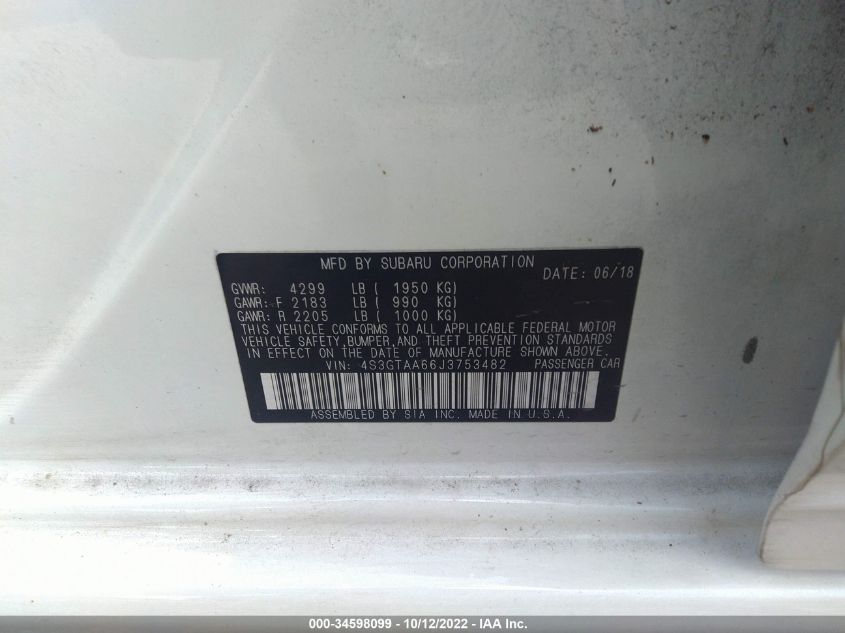 MFD BY SUBARU CORPORATION
DATE: 06/18
GVWR: 4299 LB ( 1950 KG)
GAWR: F 2183 LB ( 990 KG)
GAWR: R 2205 LB ( 1000 KG)
THIS VEHICLE CONFORMS TO ALL APPLICABLE FEDERAL MOTOR
VEHICLE SAFETY,BUMPER,AND THEFT PREVENTION STANDARDS
IN EFFECT ON THE DATE OF MANUFACTURE SHOWN ABOVE.
VIN: 4S3GTAA66J3753482 PASSENGER CAR
ASSEMBLED BY SIA INC. MADE IN U.S.A.
000-34598099 - 10/12/2022 - IAA Inc.